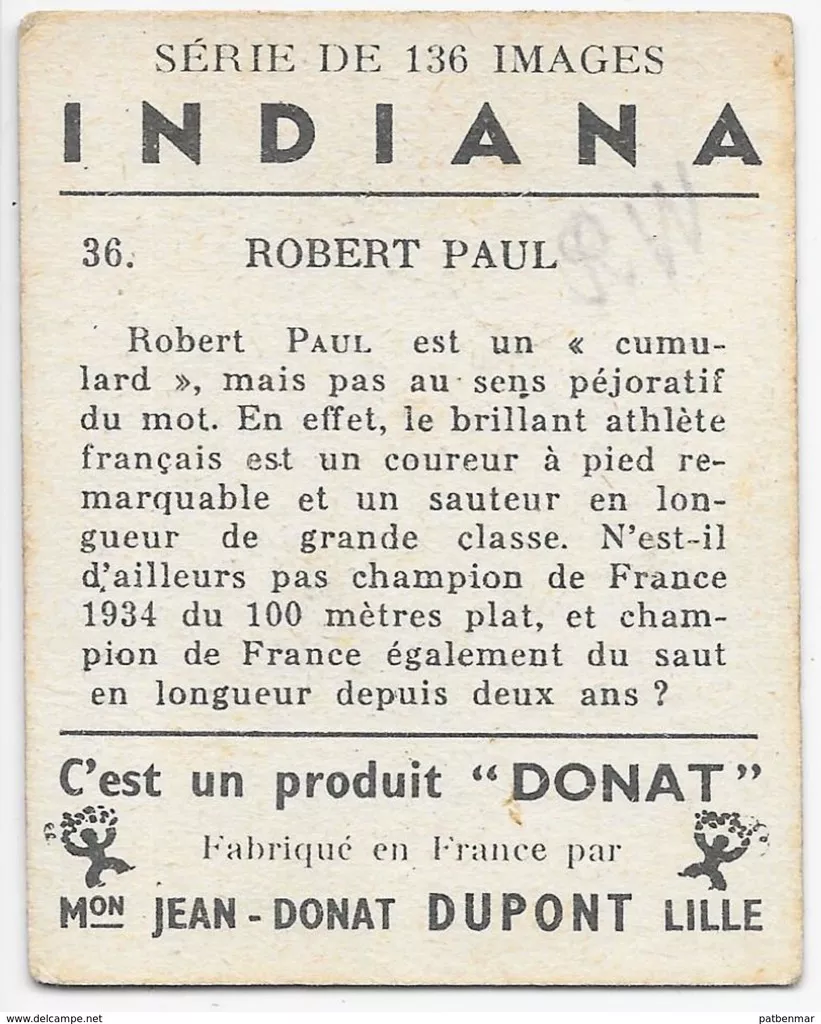 SÉRIE DE 136 IMAGES
INDIANA
36. ROBERT PAUL
Robert PAUL est un « cumu-
lard », mais pas au sens péjoratif
du mot. En effet, le brillant athlète
français est un coureur à pied re-
marquable et un sauteur en lon-
gueur de grande classe. N'est-il
d'ailleurs pas champion de France
1934 du 100 mètres plat, et cham-
pion de France également du saut
en longueur depuis deux ans ?
C'est un produit "DONAT"
Fabriqué en France par
MON JEAN-DONAT DUPONT LILLE
www.delcampe.net
patbenmar